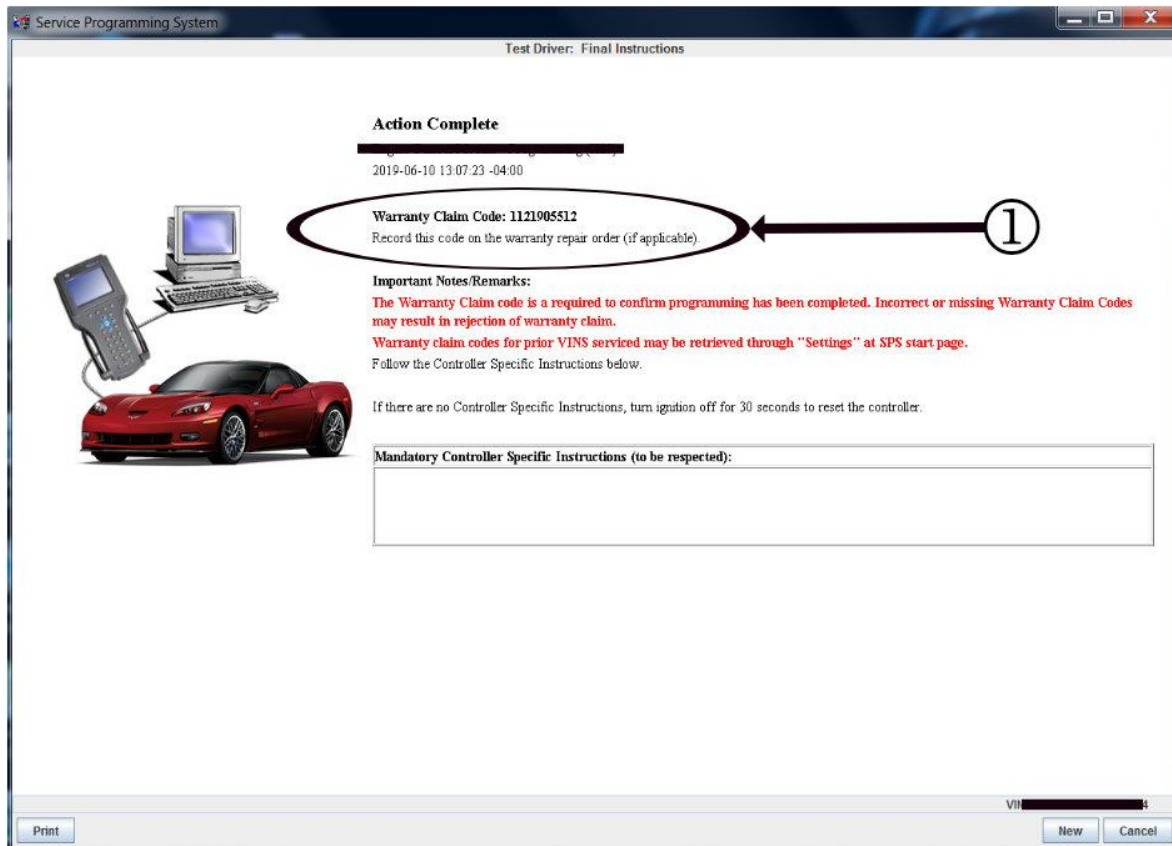 Service Programming System
Test Driver: Final Instructions
Action Complete
2019-06-10 13:07:23 -04:00
Warranty Claim Code: 1121905512
Record this code on the warranty repair order (if applicable).
1
Important Notes/Remarks:
The Warranty Claim code is a required to confirm programming has been completed. Incorrect or missing Warranty Claim Codes
may result in rejection of warranty claim.
Warranty claim codes for prior VINS serviced may be retrieved through "Settings" at SPS start page.
Follow the Controller Specific Instructions below.
If there are no Controller Specific Instructions, turn ignition off for 30 seconds to reset the controller.
Mandatory Controller Specific Instructions (to be respected):
4
Print
New
Cancel